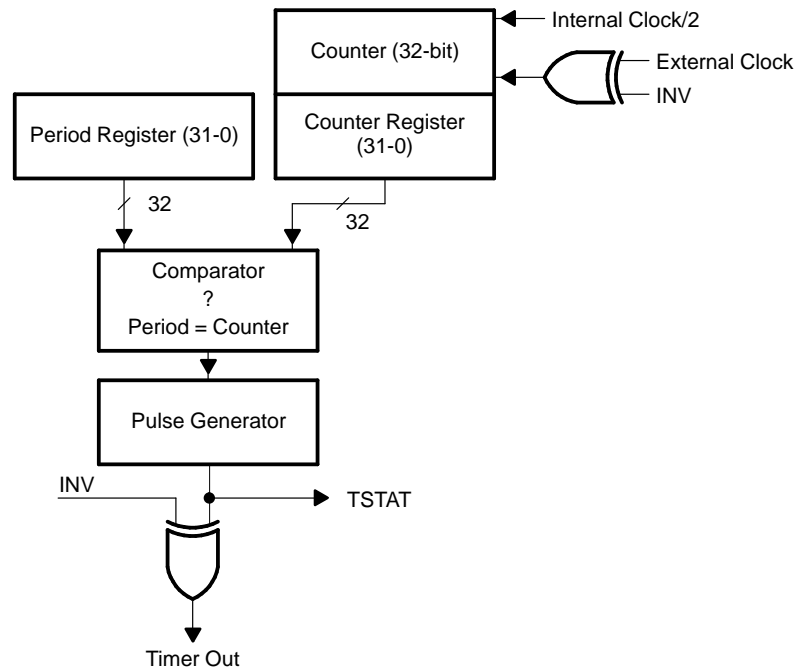 Internal Clock/2
Counter (32-bit)
External Clock
INV
Period Register (31-0)
Counter Register
(31-0)
32
32
Comparator
?
Period = Counter
Pulse Generator
INV
TSTAT
Timer Out